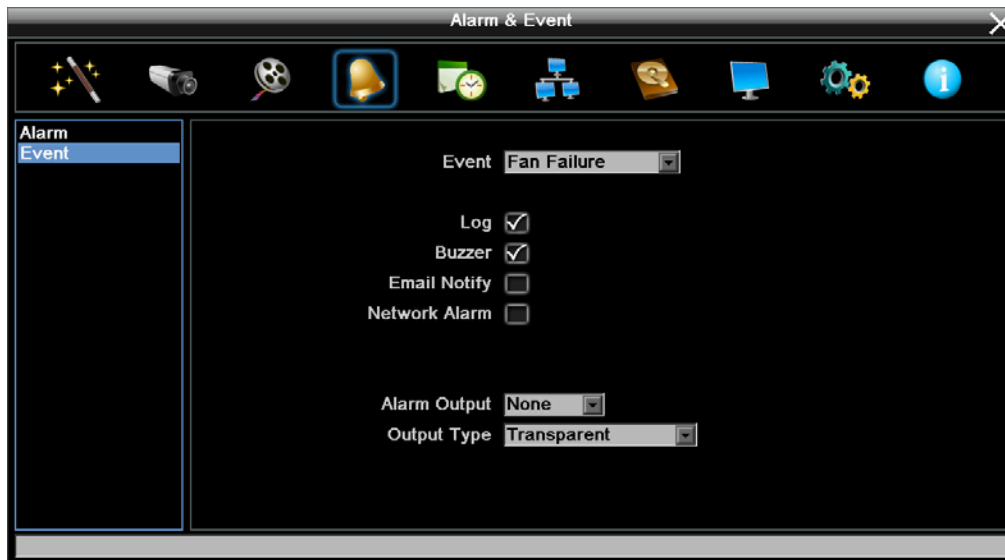 Alarm & Event
Alarm
Event
Event Fan Failure
Log
Buzzer
Email Notify
Network Alarm
Alarm Output None
Output Type Transparent